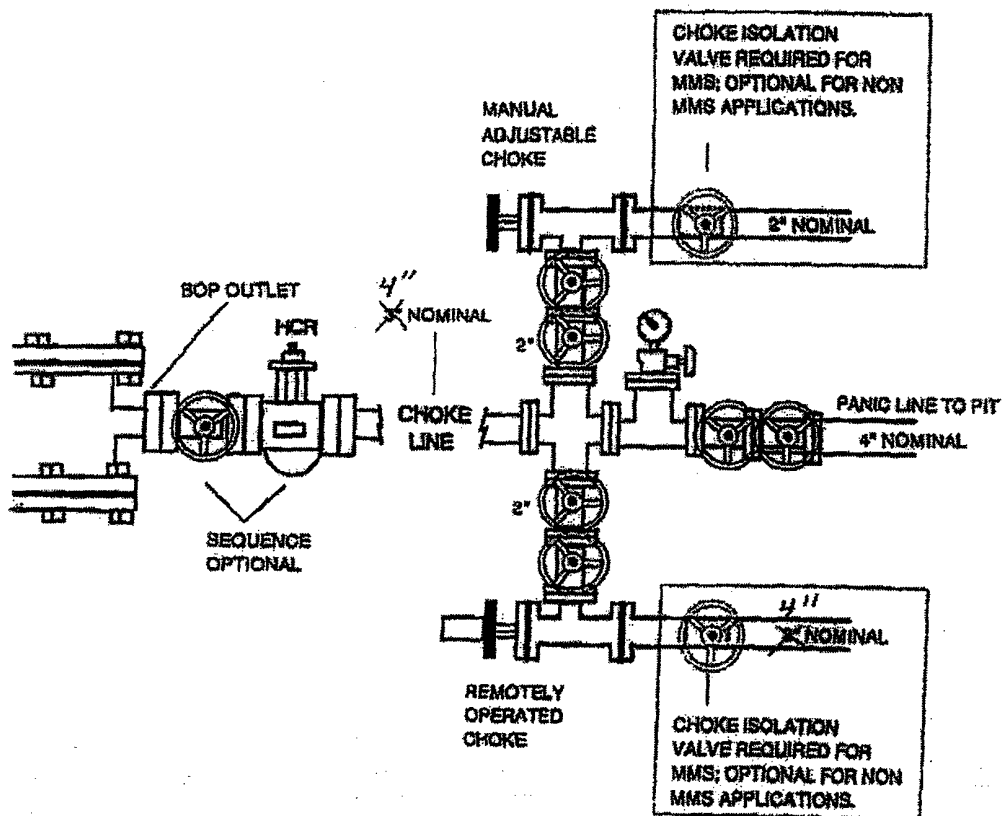 CHOKE ISOLATION
VALVE REQUIRED FOR
MMS; OPTIONAL FOR NON
MMS APPLICATIONS.
MANUAL
ADJUSTABLE
CHOKE
2" NOMINAL
BOP OUTLET
4"
NOMINAL
HCR
2"
CHOKE
LINE
PANIC LINE TO PIT
4" NOMINAL
2"
SEQUENCE
OPTIONAL
4"
NOMINAL
REMOTELY
OPERATED
CHOKE
CHOKE ISOLATION
VALVE REQUIRED FOR
MMS; OPTIONAL FOR NON
MMS APPLICATIONS.